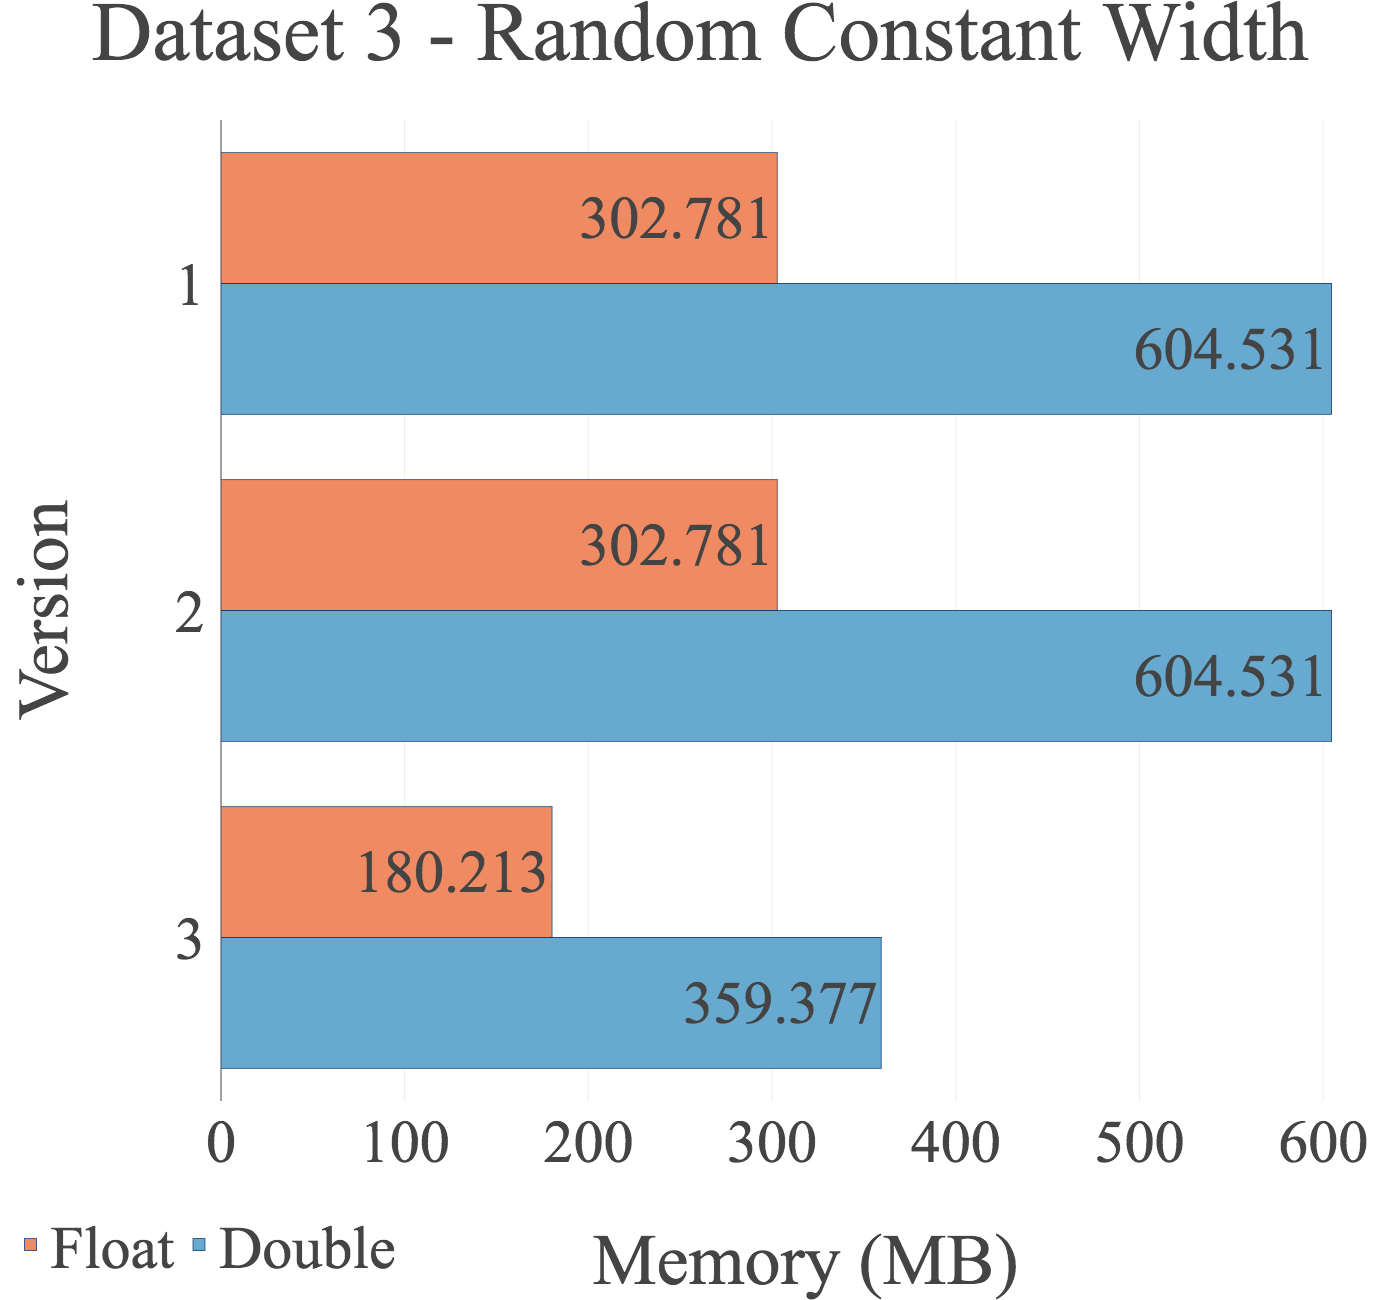 Dataset 3 - Random Constant Width
302.781
1
604.531
302.781
2
604.531
Version
180.213
3
359.377
0 100 200 300 400 500 600
Float Double
Memory (MB)